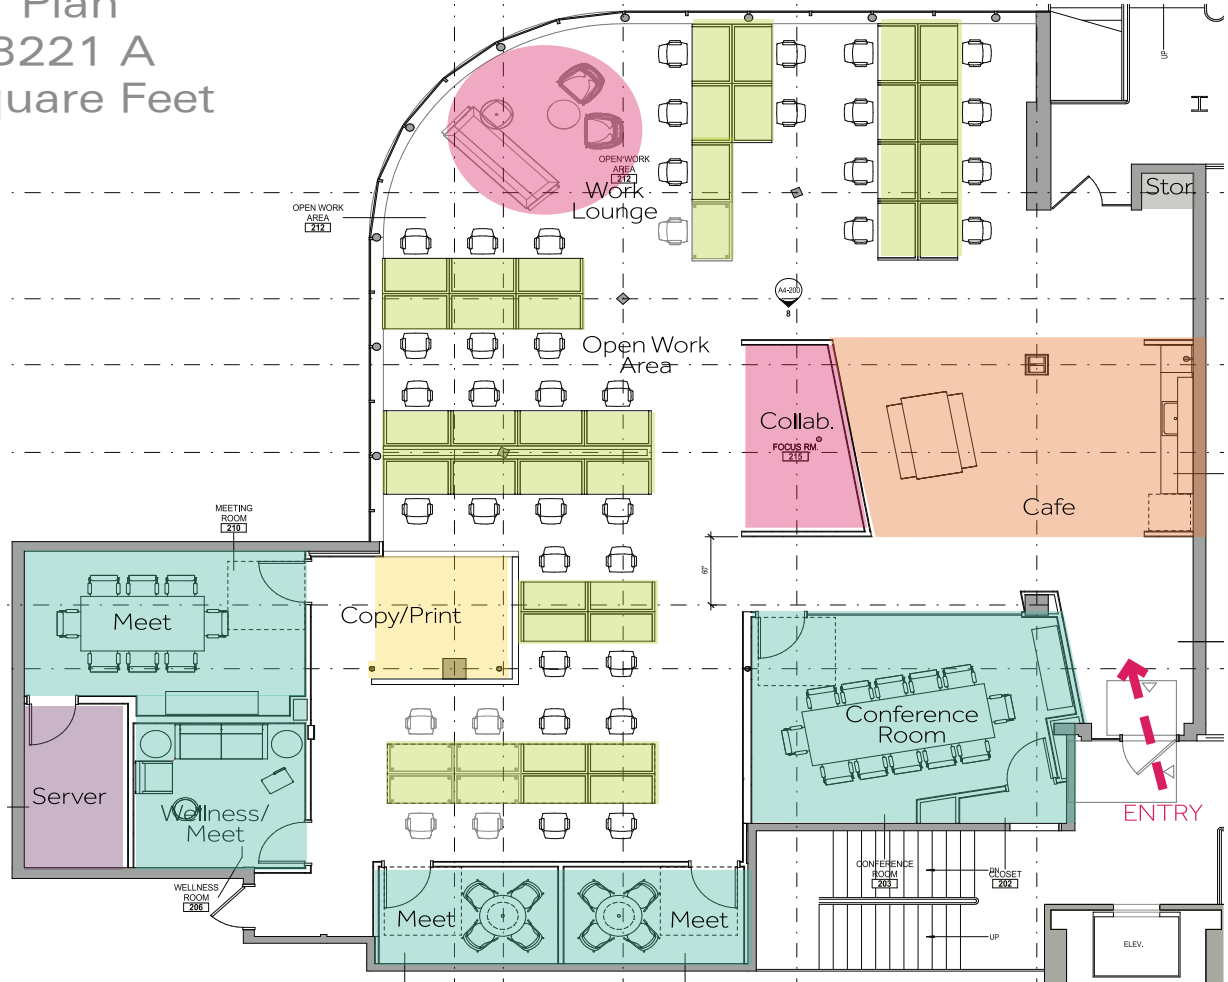 Plan
3221 A
quare Feet
UP
OPEN WORK
AREA
212
Work
Lounge
Stor.
OPEN WORK
AREA
212
A4-200
8
Open Work
Area
Collab.
FOCUS RM.
215
Cafe
MEETING
ROOM
210
60"
Meet
Copy/Print
Conference
Room
Server
Wellness/
Meet
ENTRY
WELLNESS
ROOM
206
CONFERENCE
ROOM
203
DN
CLOSET
202
Meet
Meet
UP
ELEV.